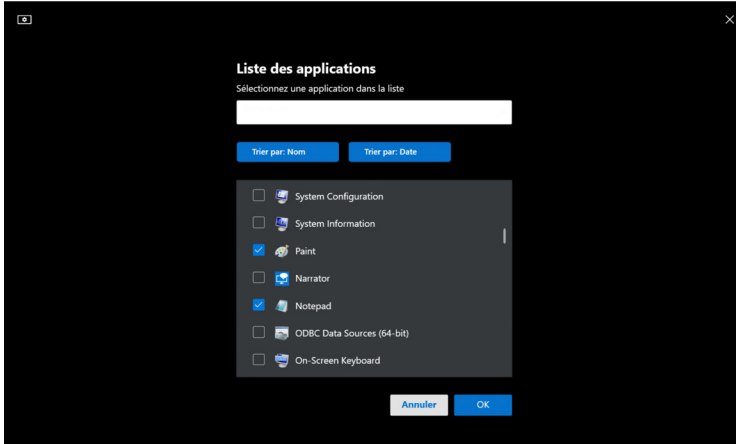 Liste des applications
Sélectionnez une application dans la liste
Trier par: Nom Trier par: Date
System Configuration
System Information
Paint
Narrator
Notepad
ODBC Data Sources (64-bit)
On-Screen Keyboard
Annuler OK